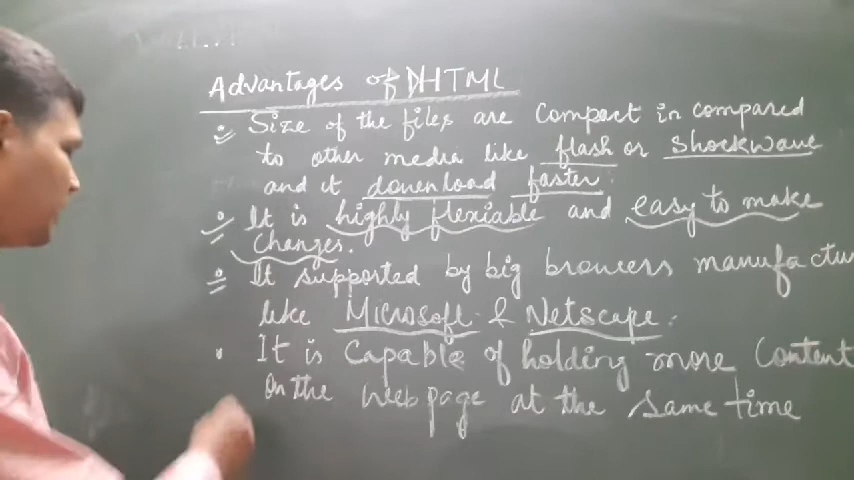 Advantages of DHTML
Size of the files are Compact in compared
to other media like flash or Shockwave
and it download faster.
It is highly flexiable and easy to make
changes.
It supported by big browers manufactur
like Microsoft & Netscape.
It is Capable of holding more Content
On the Web page at the same time